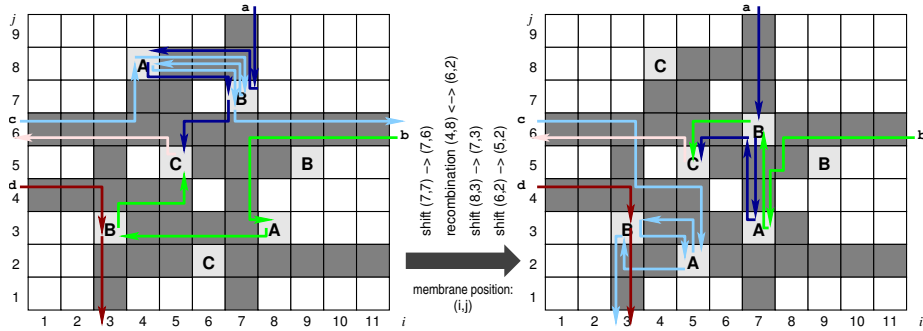 j
9
8
7
6
5
4
3
2
1
1 2 3 4 5 6 7 8 9 10 11 i
a
c
b
d
A
B
C
B
B
A
C
shift (7,7) -> (7,6)
recombination (4,8) <-> (6,2)
shift (8,3) -> (7,3)
shift (6,2) -> (5,2)
membrane position:
(i,j)
j
9
8
7
6
5
4
3
2
1
1 2 3 4 5 6 7 8 9 10 11 i
a
c
b
d
C
B
C
B
B
A
A